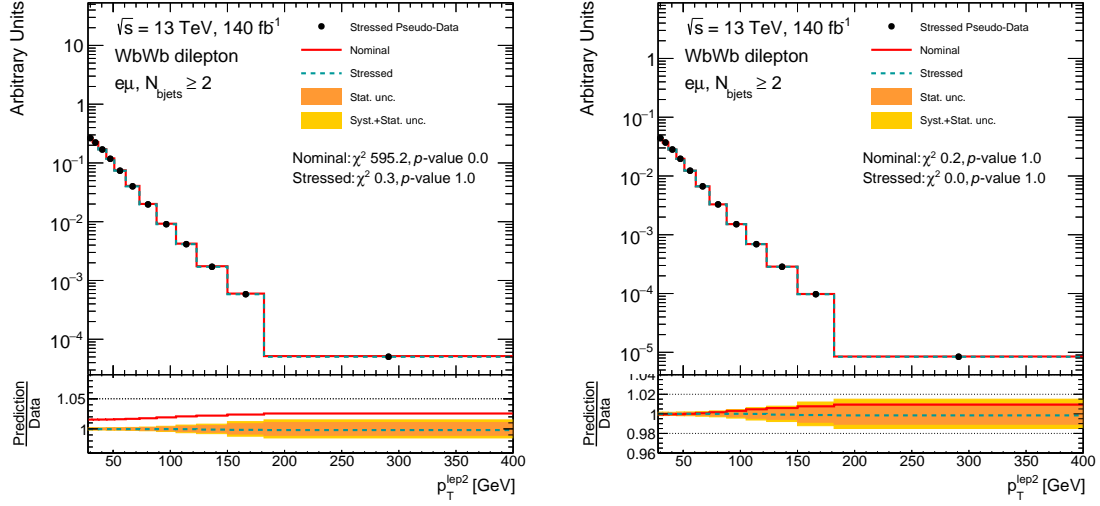 √s = 13 TeV, 140 fb⁻¹
WbWb dilepton
eμ, N_bjets ≥ 2
Stressed Pseudo-Data
Nominal
Stressed
Stat. unc.
Syst.+Stat. unc.
Nominal: χ² 595.2, p-value 0.0
Stressed: χ² 0.3, p-value 1.0
Arbitrary Units
10
1
10⁻¹
10⁻²
10⁻³
10⁻⁴
1.05
1
Prediction
Data
50 100 150 200 250 300 350 400
p_T^lep2 [GeV]
√s = 13 TeV, 140 fb⁻¹
WbWb dilepton
eμ, N_bjets ≥ 2
Stressed Pseudo-Data
Nominal
Stressed
Stat. unc.
Syst.+Stat. unc.
Nominal: χ² 0.2, p-value 1.0
Stressed: χ² 0.0, p-value 1.0
Arbitrary Units
1
10⁻¹
10⁻²
10⁻³
10⁻⁴
10⁻⁵
1.04
1.02
1
0.98
0.96
Prediction
Data
50 100 150 200 250 300 350 400
p_T^lep2 [GeV]